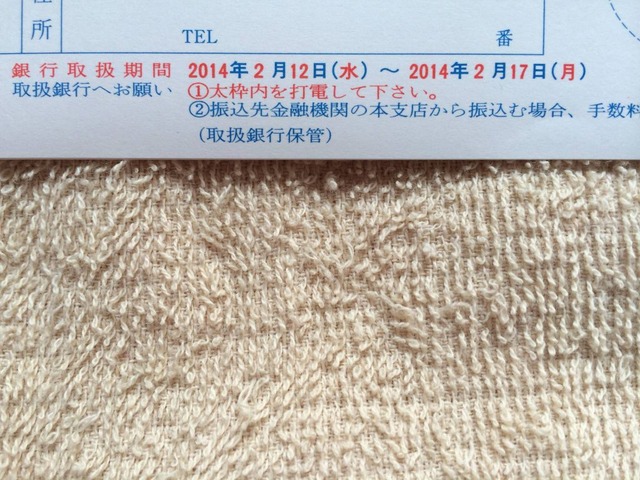 住
所
TEL 番
銀行取扱期間 2014年2月12日(水) ～ 2014年2月17日(月)
取扱銀行へお願い ①太枠内を打電して下さい。
②振込先金融機関の本支店から振込む場合、手数料
(取扱銀行保管)